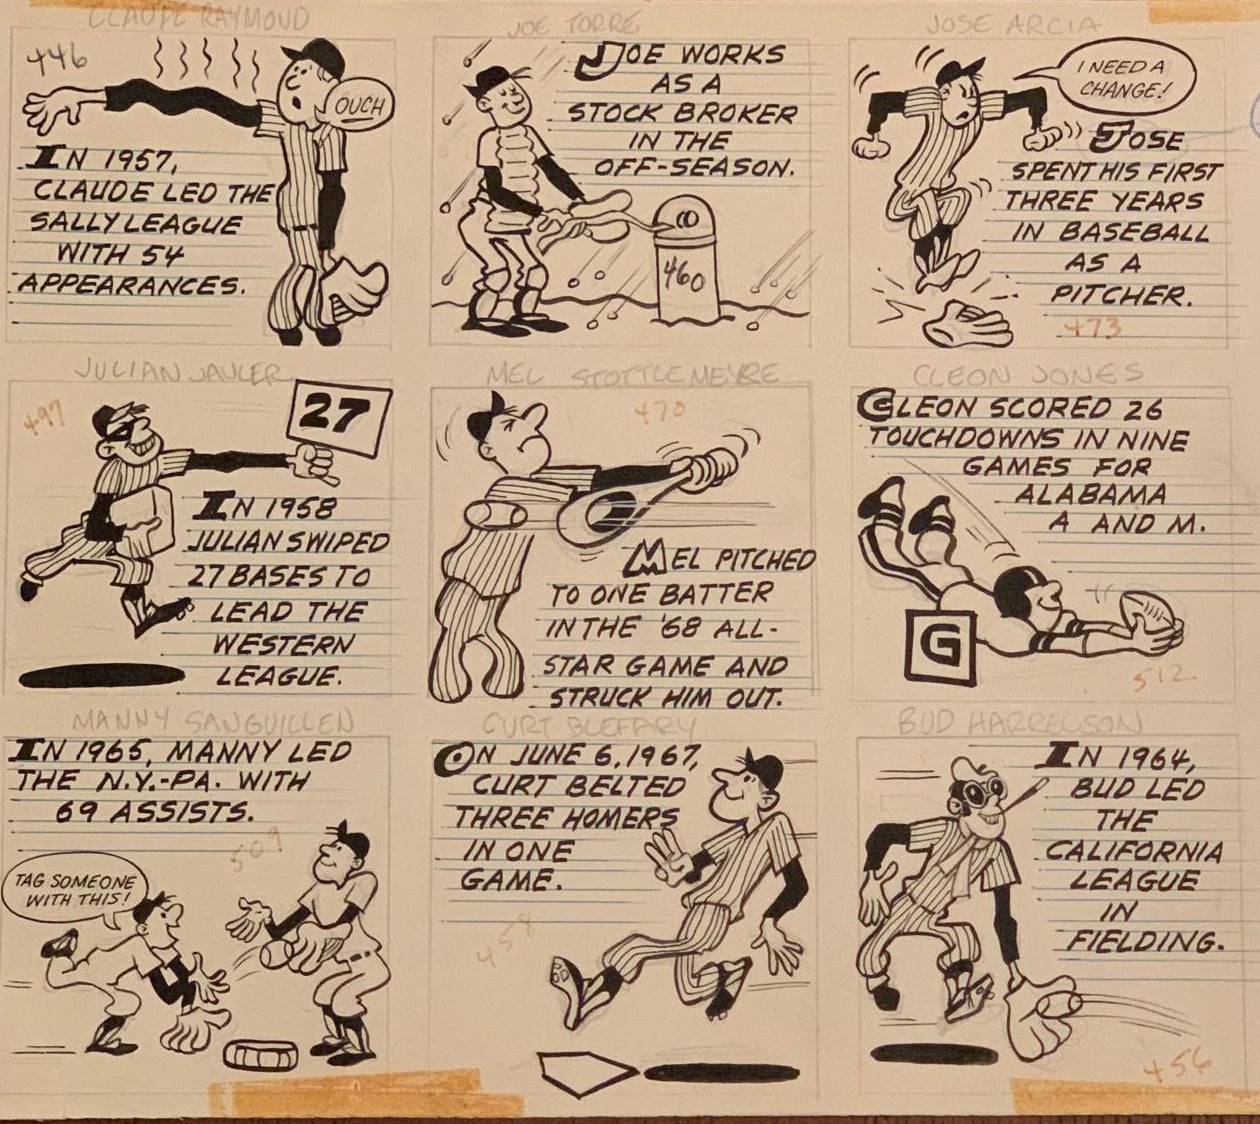 CLAUDE RAYMOND
446
OUCH
IN 1957,
CLAUDE LED THE
SALLY LEAGUE
WITH 54
APPEARANCES.
JOE TORRE
JOE WORKS
AS A
STOCK BROKER
IN THE
OFF-SEASON.
460
JOSE ARCIA
I NEED A
CHANGE!
JOSE
SPENT HIS FIRST
THREE YEARS
IN BASEBALL
AS A
PITCHER.
473
JULIAN JAVIER
497
27
IN 1958
JULIAN SWIPED
27 BASES TO
LEAD THE
WESTERN
LEAGUE.
MEL STOTTLEMEYRE
470
MEL PITCHED
TO ONE BATTER
IN THE '68 ALL-
STAR GAME AND
STRUCK HIM OUT.
CLEON JONES
CLEON SCORED 26
TOUCHDOWNS IN NINE
GAMES FOR
ALABAMA
A AND M.
G
512
MANNY SANGUILLEN
IN 1965, MANNY LED
THE N.Y.-PA. WITH
69 ASSISTS.
509
TAG SOMEONE
WITH THIS!
CURT BLEFARY
ON JUNE 6, 1967,
CURT BELTED
THREE HOMERS
IN ONE
GAME.
458
BUD HARRELSON
IN 1964,
BUD LED
THE
CALIFORNIA
LEAGUE
IN
FIELDING.
456